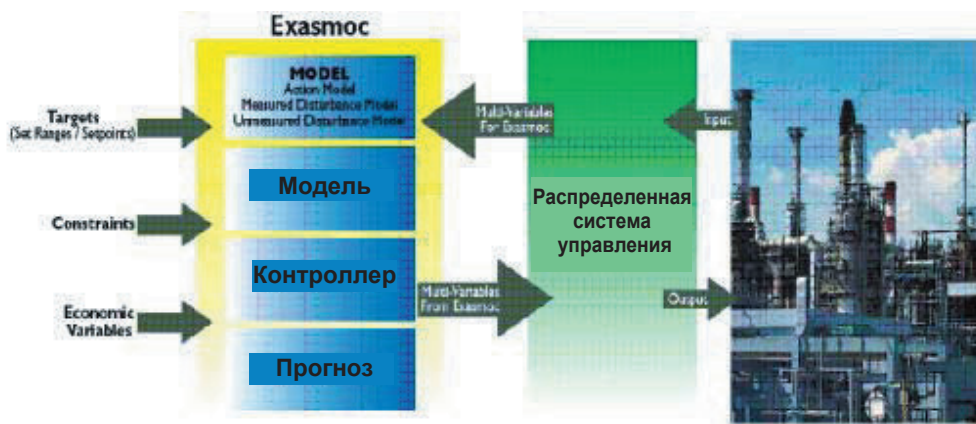 Exasmoc
MODEL
Action Model
Measured Disturbance Model
Unmeasured Disturbance Model
Targets
(Set Ranges / Setpoints)
Multi-Variables
For Exasmoc
Input
Модель
Распределенная
система
управления
Constraints
Контроллер
Multi-Variables
From Exasmoc
Output
Economic
Variables
Прогноз